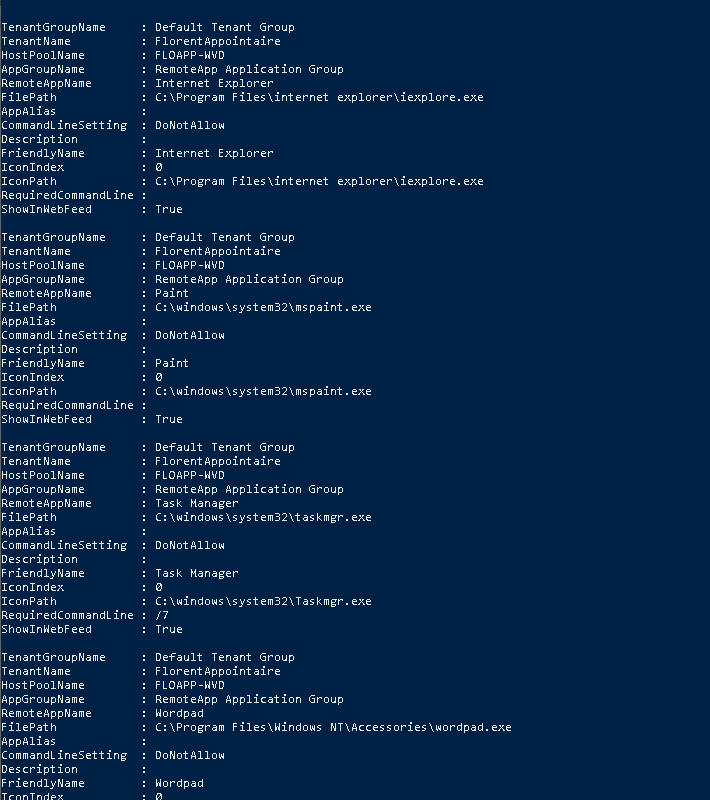 TenantGroupName     : Default Tenant Group
TenantName          : FlorentAppointaire
HostPoolName        : FLOAPP-WVD
AppGroupName        : RemoteApp Application Group
RemoteAppName       : Internet Explorer
FilePath            : C:\Program Files\internet explorer\iexplore.exe
AppAlias            :
CommandLineSetting  : DoNotAllow
Description         :
FriendlyName        : Internet Explorer
IconIndex           : 0
IconPath            : C:\Program Files\internet explorer\iexplore.exe
RequiredCommandLine :
ShowInWebFeed       : True

TenantGroupName     : Default Tenant Group
TenantName          : FlorentAppointaire
HostPoolName        : FLOAPP-WVD
AppGroupName        : RemoteApp Application Group
RemoteAppName       : Paint
FilePath            : C:\windows\system32\mspaint.exe
AppAlias            :
CommandLineSetting  : DoNotAllow
Description         :
FriendlyName        : Paint
IconIndex           : 0
IconPath            : C:\windows\system32\mspaint.exe
RequiredCommandLine :
ShowInWebFeed       : True

TenantGroupName     : Default Tenant Group
TenantName          : FlorentAppointaire
HostPoolName        : FLOAPP-WVD
AppGroupName        : RemoteApp Application Group
RemoteAppName       : Task Manager
FilePath            : C:\windows\system32\taskmgr.exe
AppAlias            :
CommandLineSetting  : DoNotAllow
Description         :
FriendlyName        : Task Manager
IconIndex           : 0
IconPath            : C:\windows\system32\Taskmgr.exe
RequiredCommandLine : /7
ShowInWebFeed       : True

TenantGroupName     : Default Tenant Group
TenantName          : FlorentAppointaire
HostPoolName        : FLOAPP-WVD
AppGroupName        : RemoteApp Application Group
RemoteAppName       : Wordpad
FilePath            : C:\Program Files\Windows NT\Accessories\wordpad.exe
AppAlias            :
CommandLineSetting  : DoNotAllow
Description         :
FriendlyName        : Wordpad
IconIndex           : 0